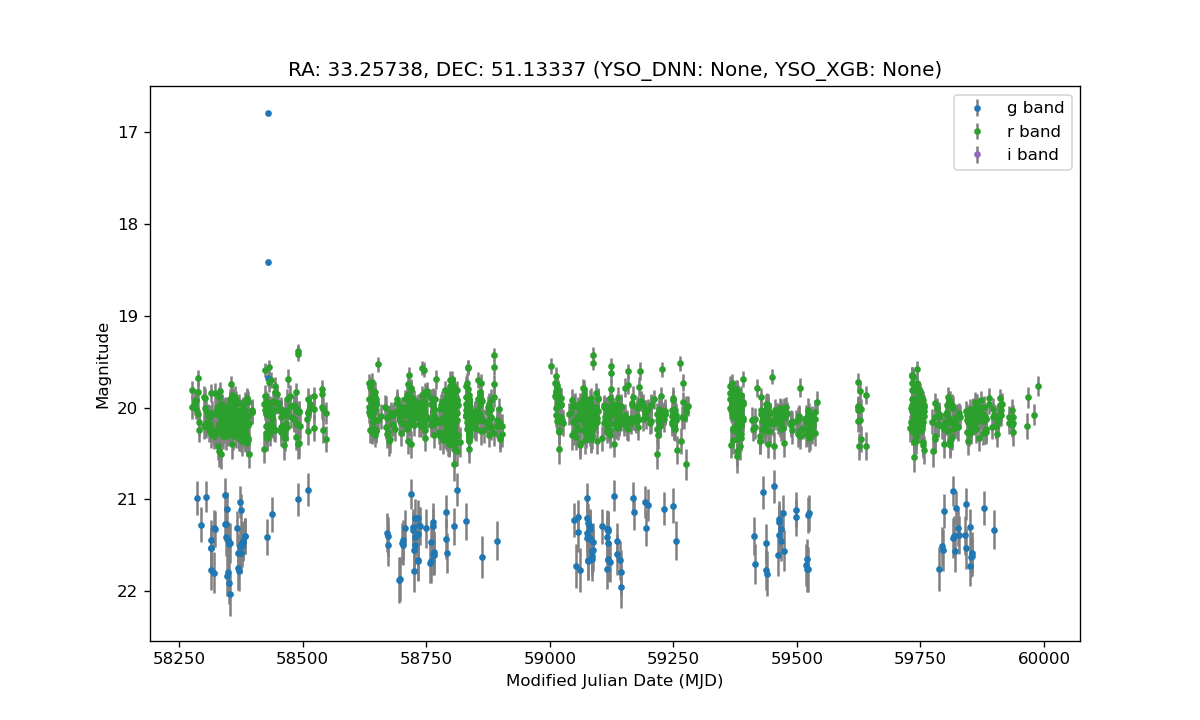 RA: 33.25738, DEC: 51.13337 (YSO_DNN: None, YSO_XGB: None)
g band
r band
i band
17
18
19
20
21
22
Magnitude
58250 58500 58750 59000 59250 59500 59750 60000
Modified Julian Date (MJD)